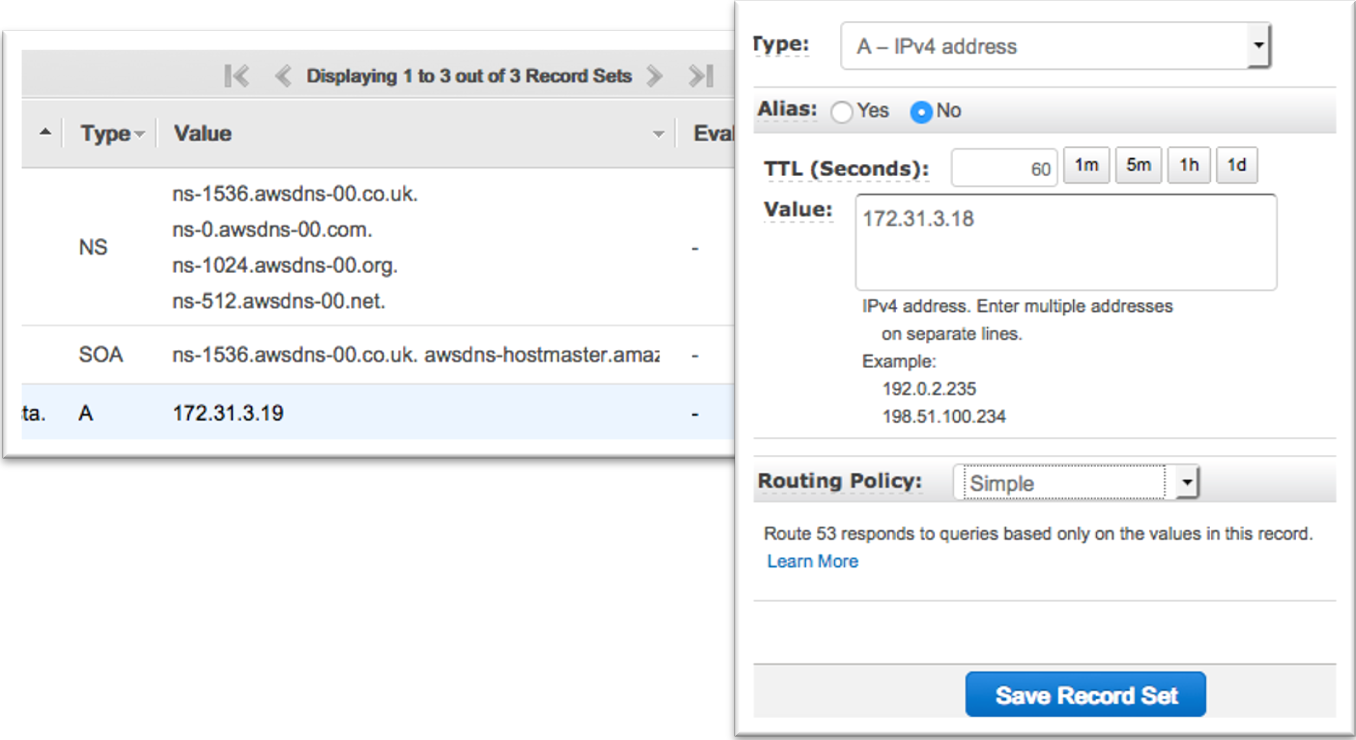 Displaying 1 to 3 out of 3 Record Sets
Type Value
ns-1536.awsdns-00.co.uk.
ns-0.awsdns-00.com.
NS -
ns-1024.awsdns-00.org.
ns-512.awsdns-00.net.
SOA ns-1536.awsdns-00.co.uk. awsdns-hostmaster.amaz -
ta. A 172.31.3.19 -
Type: A – IPv4 address
Alias: Yes No
TTL (Seconds): 60 1m 5m 1h 1d
Value: 172.31.3.18
IPv4 address. Enter multiple addresses
on separate lines.
Example:
192.0.2.235
198.51.100.234
Routing Policy: Simple
Route 53 responds to queries based only on the values in this record.
Learn More
Save Record Set